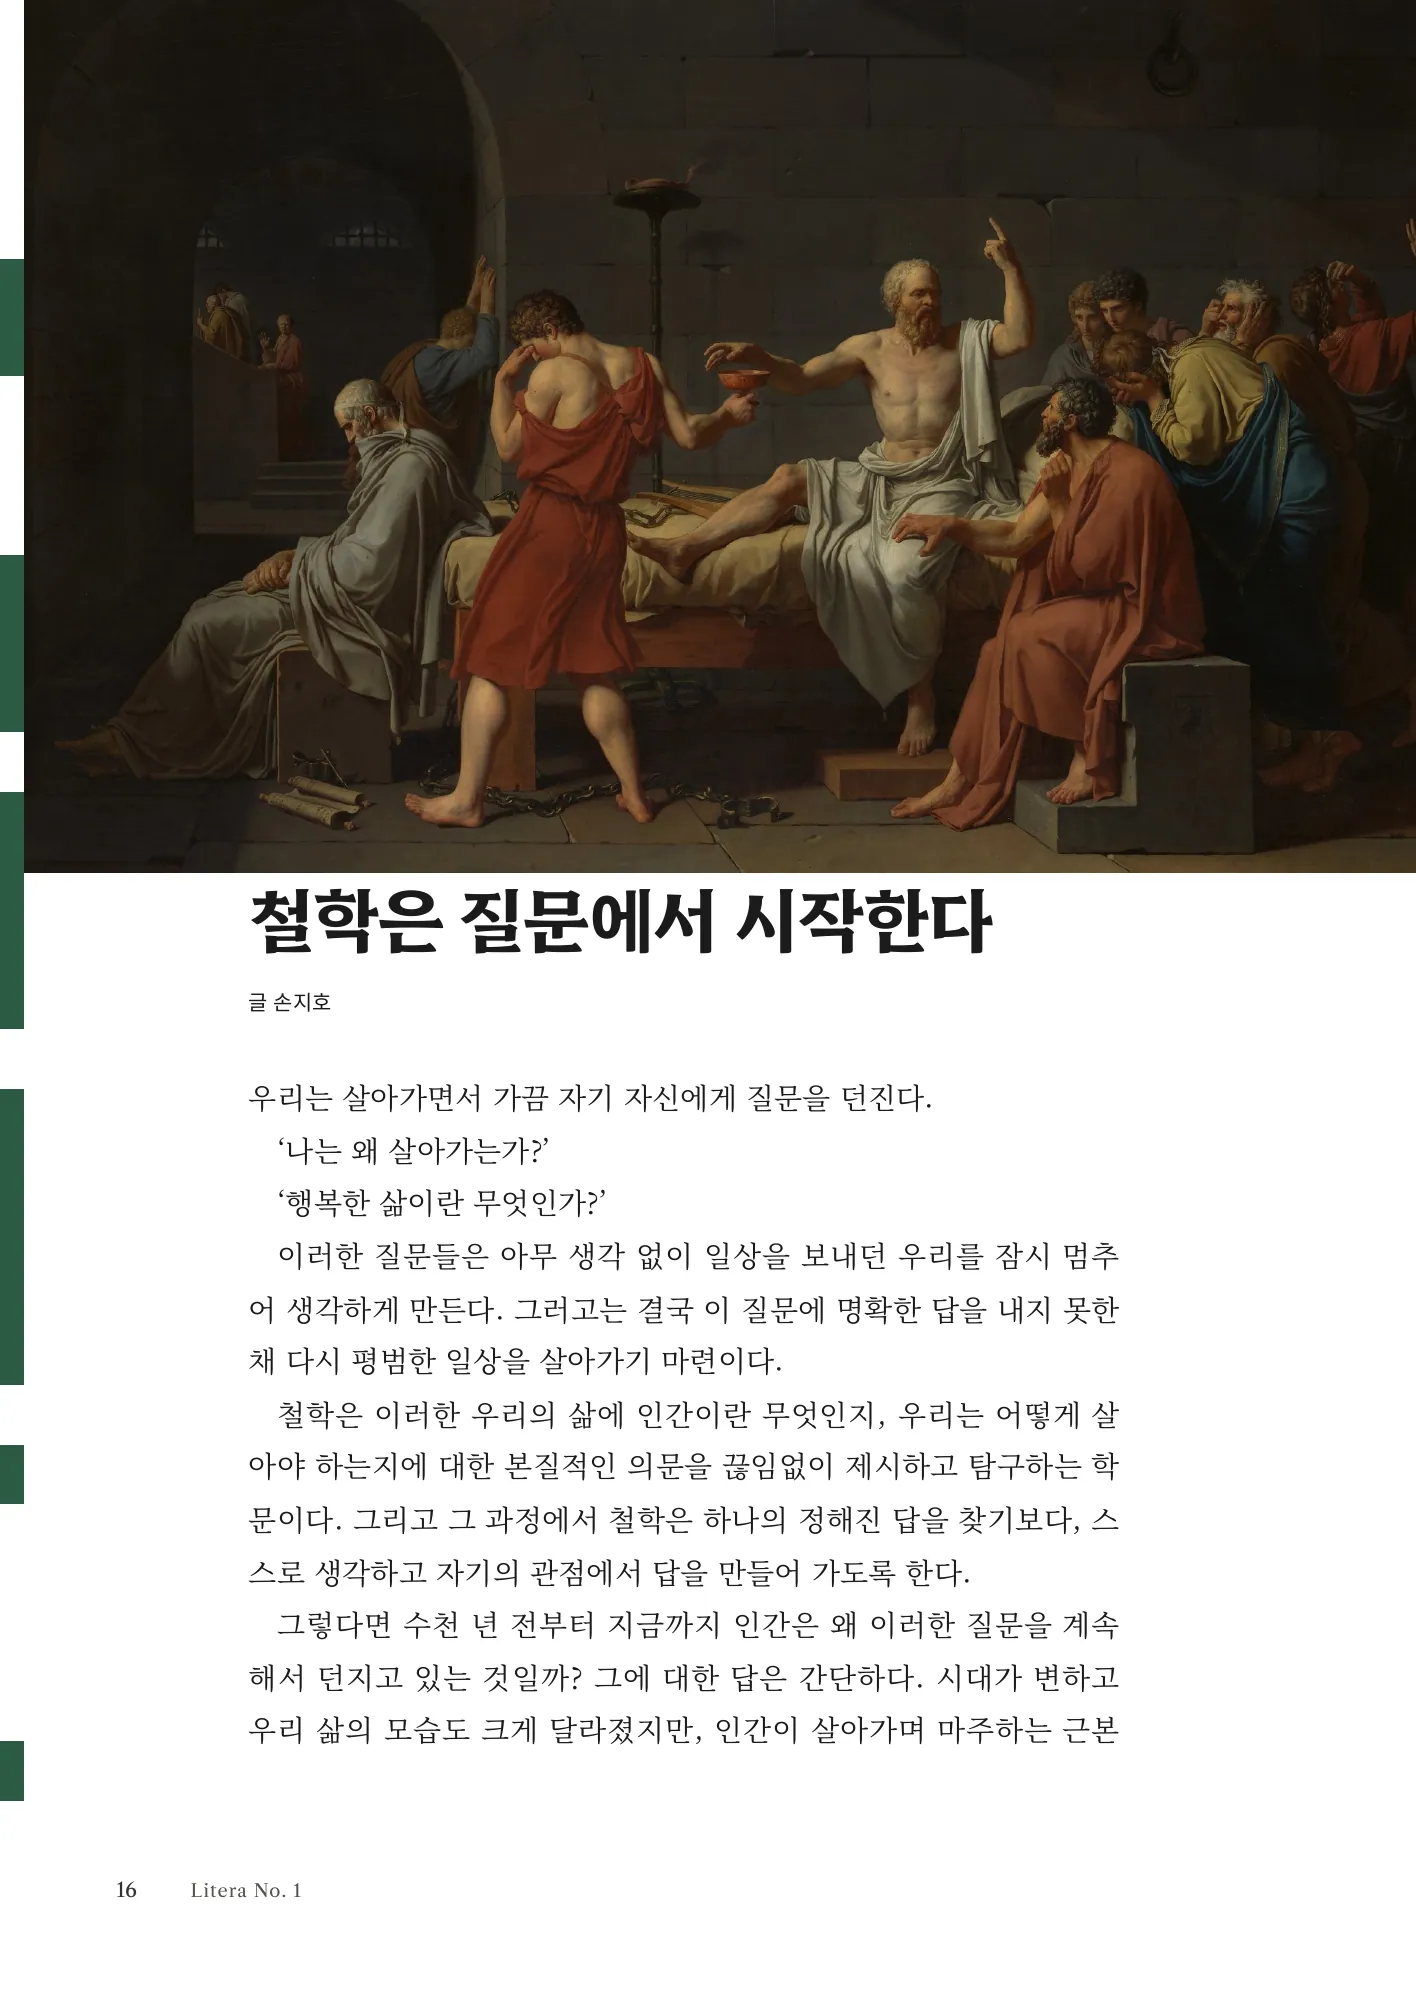 철학은 질문에서 시작한다
글 손지호
우리는 살아가면서 가끔 자기 자신에게 질문을 던진다.
‘나는 왜 살아가는가?’
‘행복한 삶이란 무엇인가?’
이러한 질문들은 아무 생각 없이 일상을 보내던 우리를 잠시 멈추
어 생각하게 만든다. 그러고는 결국 이 질문에 명확한 답을 내지 못한
채 다시 평범한 일상을 살아가기 마련이다.
철학은 이러한 우리의 삶에 인간이란 무엇인지, 우리는 어떻게 살
아야 하는지에 대한 본질적인 의문을 끊임없이 제시하고 탐구하는 학
문이다. 그리고 그 과정에서 철학은 하나의 정해진 답을 찾기보다, 스
스로 생각하고 자기의 관점에서 답을 만들어 가도록 한다.
그렇다면 수천 년 전부터 지금까지 인간은 왜 이러한 질문을 계속
해서 던지고 있는 것일까? 그에 대한 답은 간단하다. 시대가 변하고
우리 삶의 모습도 크게 달라졌지만, 인간이 살아가며 마주하는 근본
16 Litera No. 1